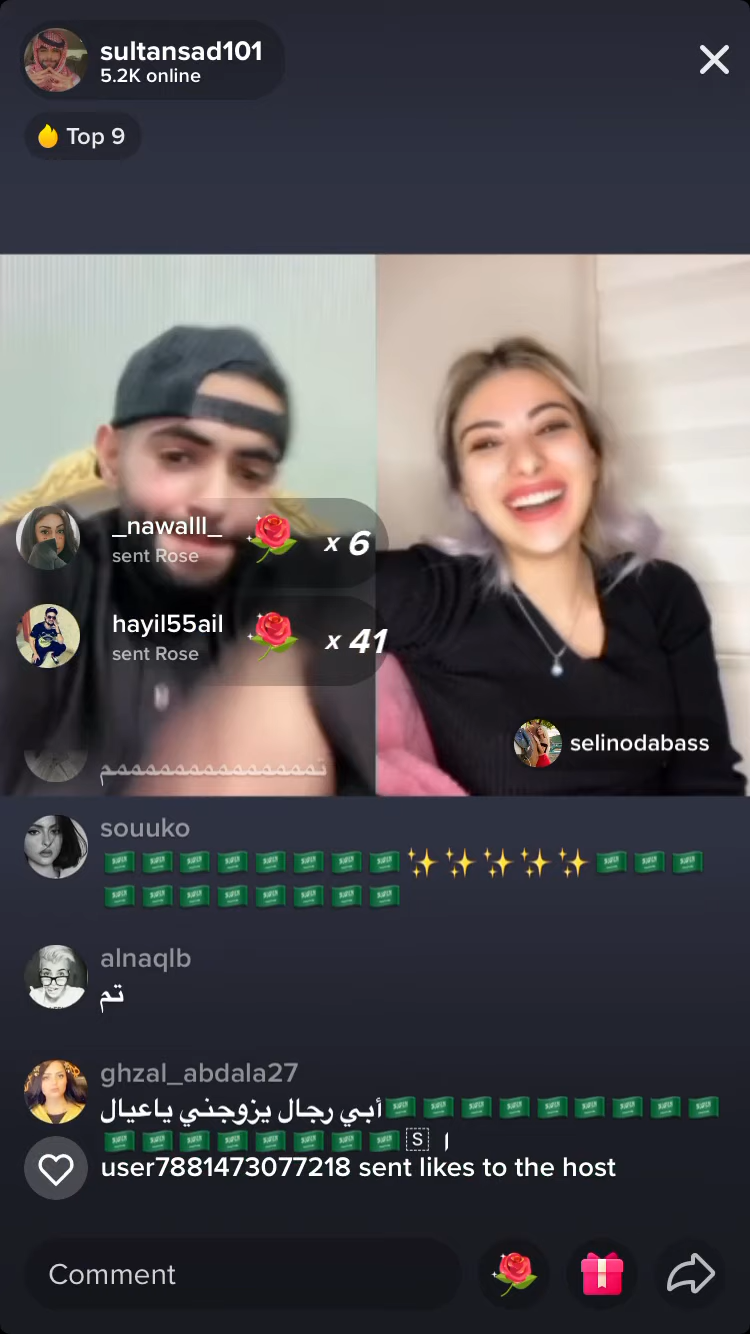 sultansad101
5.2K online
Top 9
_nawalll_
sent Rose
x 6
hayil55ail
sent Rose
x 41
selinodabass
souuko
alnaqlb
تم
ghzal_abdala27
أبي رجال يزوجني ياعيال
S ا
user7881473077218 sent likes to the host
Comment